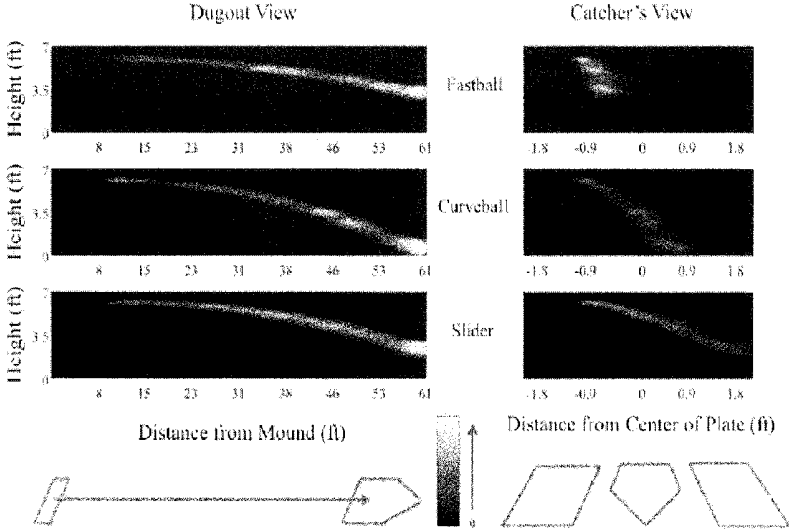 Dugout View Catcher's View
Height (ft) 7 3.5 0 Fastball
8 15 23 31 38 46 53 61 -1.8 -0.9 0 0.9 1.8
Height (ft) 7 3.5 0 Curveball
8 15 23 31 38 46 53 61 -1.8 -0.9 0 0.9 1.8
Height (ft) 7 3.5 0 Slider
8 15 23 31 38 46 53 61 -1.8 -0.9 0 0.9 1.8
Distance from Mound (ft) Distance from Center of Plate (ft)
0